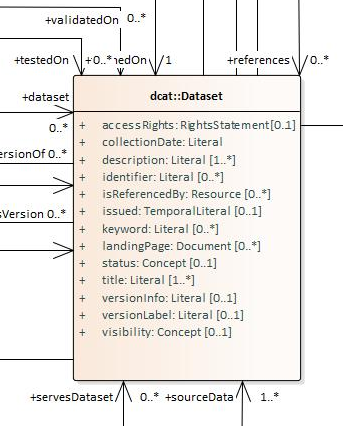 +validatedOn 0..*
+testedOn +0..* nedOn 1 +references 0..*
+dataset
dcat::Dataset
0..*
+ accessRights: RightsStatement[0.1]
+ collectionDate: Literal
ersionOf 0..*
+ description: Literal [1..*]
+ identifier: Literal [0..*]
+ isReferencedBy: Resource [0..*]
sVersion 0..*
+ issued: TemporalLiteral [0..1]
+ keyword: Literal [0..*]
+ landingPage: Document [0..*]
+ status: Concept [0..1]
+ title: Literal [1..*]
+ versionInfo: Literal [0..1]
+ versionLabel: Literal [0..1]
+ visibility: Concept [0..1]
+servesDataset 0..* +sourceData 1..*